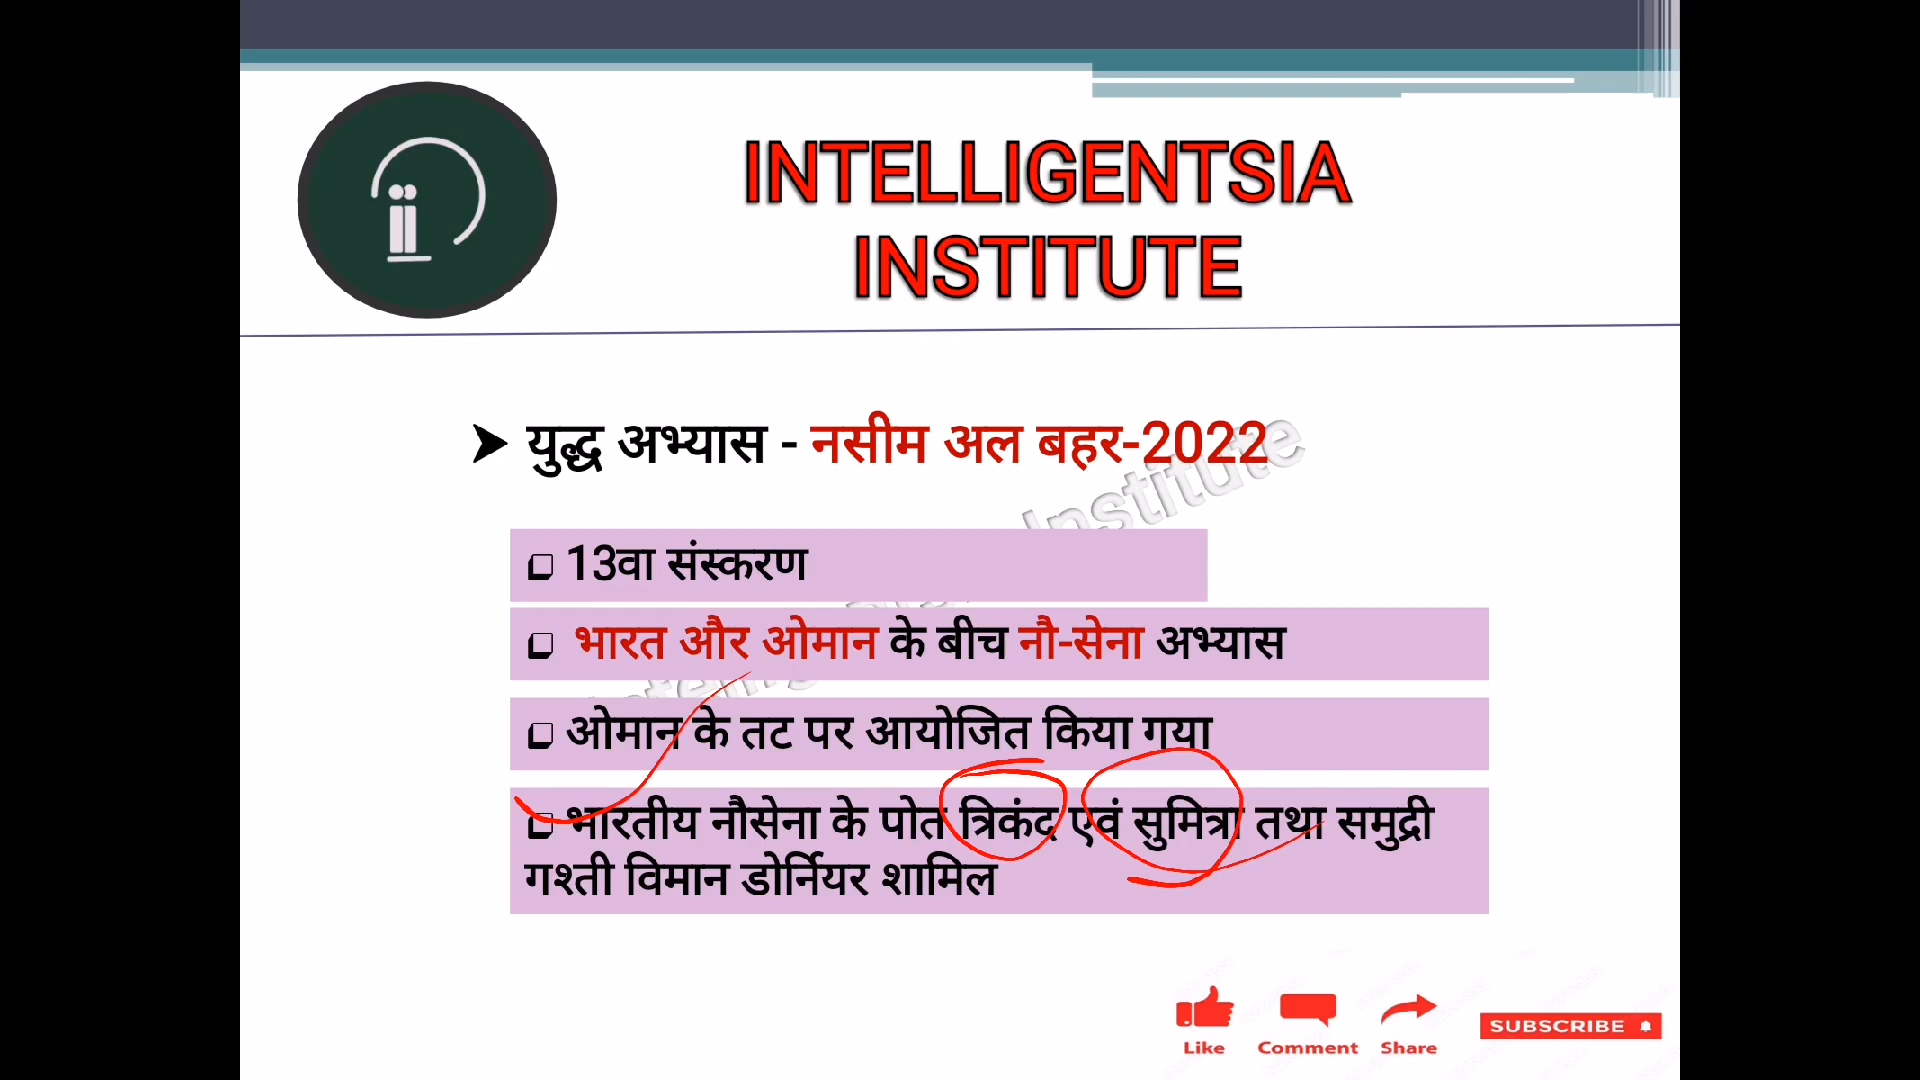 INTELLIGENTSIA
INSTITUTE
➤ युद्ध अभ्यास - नसीम अल बहर-2022
Institute
❑ 13वा संस्करण
❑ भारत और ओमान के बीच नौ-सेना अभ्यास
❑ ओमान के तट पर आयोजित किया गया
❑ भारतीय नौसेना के पोत त्रिकंद एवं सुमित्रा तथा समुद्री
गश्ती विमान डोर्नियर शामिल
Like Comment Share SUBSCRIBE